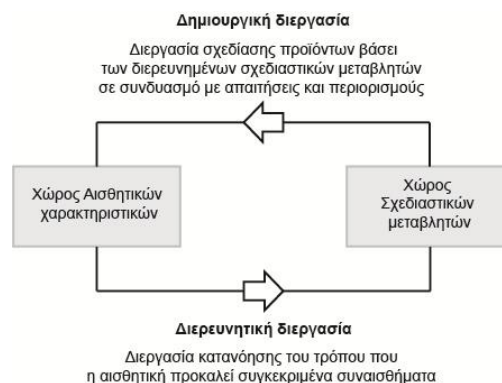 Δημιουργική διεργασία
Διεργασία σχεδίασης προϊόντων βάσει
των διερευνημένων σχεδιαστικών μεταβλητών
σε συνδυασμό με απαιτήσεις και περιορισμούς
Χώρος Αισθητικών
χαρακτηριστικών
Χώρος
Σχεδιαστικών
μεταβλητών
Διερευνητική διεργασία
Διεργασία κατανόησης του τρόπου που
η αισθητική προκαλεί συγκεκριμένα συναισθήματα